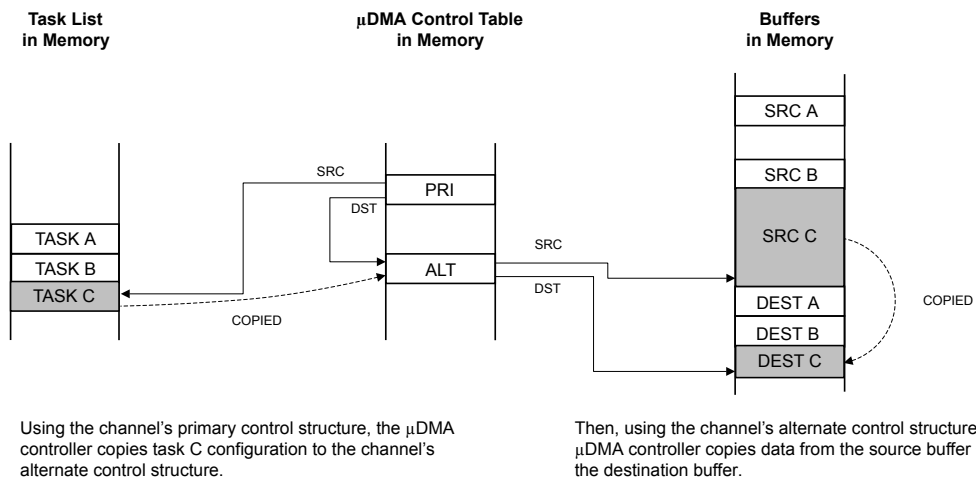 Task List
in Memory
µDMA Control Table
in Memory
Buffers
in Memory
SRC A
SRC B
SRC C
DEST A
DEST B
DEST C
SRC
PRI
DST
ALT
SRC
DST
TASK A
TASK B
TASK C
COPIED
COPIED
Using the channel's primary control structure, the µDMA
controller copies task C configuration to the channel's
alternate control structure.
Then, using the channel's alternate control structure
µDMA controller copies data from the source buffer
the destination buffer.